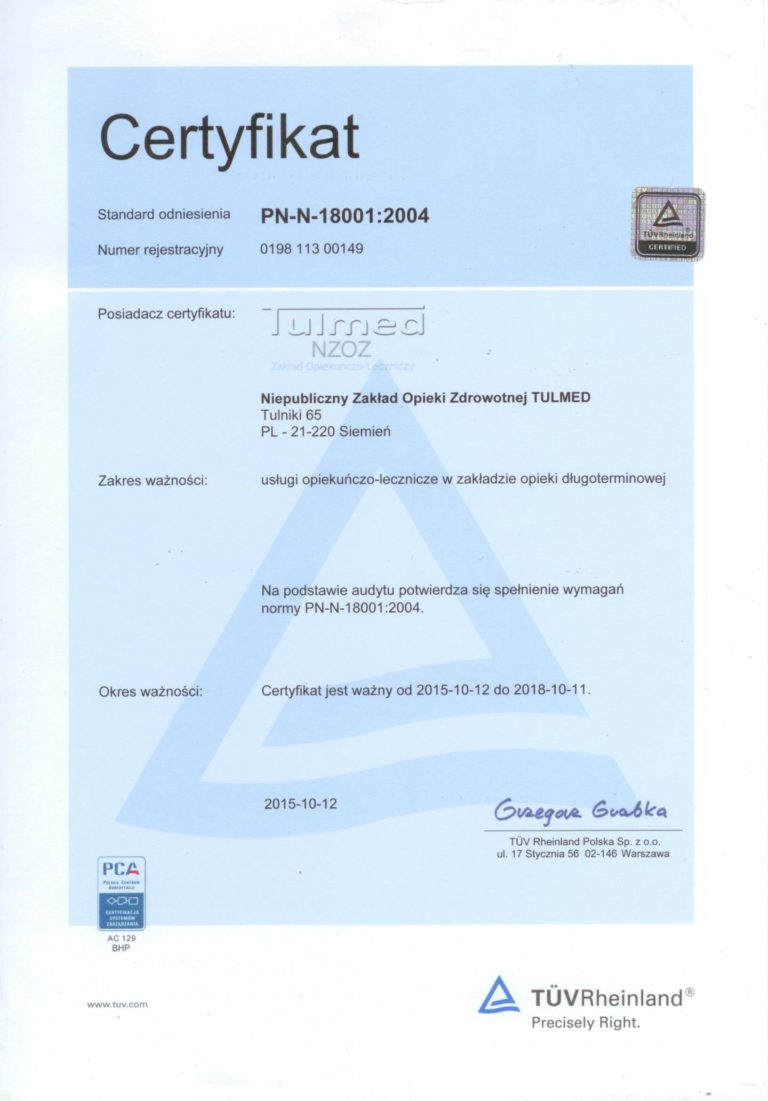 Certyfikat
Standard odniesienia PN-N-18001:2004
Numer rejestracyjny 0198 113 00149
TÜVRheinland
CERTIFIED
Posiadacz certyfikatu:
Tulmed
NZOZ
Zakład Opiekuńczo-Leczniczy
Niepubliczny Zakład Opieki Zdrowotnej TULMED
Tulniki 65
PL - 21-220 Siemień
Zakres ważności: usługi opiekuńczo-lecznicze w zakładzie opieki długoterminowej
Na podstawie audytu potwierdza się spełnienie wymagań
normy PN-N-18001:2004.
Okres ważności: Certyfikat jest ważny od 2015-10-12 do 2018-10-11.
2015-10-12
Grzegorz Grabka
TÜV Rheinland Polska Sp. z o.o.
ul. 17 Stycznia 56 02-146 Warszawa
PCA
POLSKIE CENTRUM
AKREDYTACJI
CERTYFIKACJA
SYSTEMÓW
ZARZĄDZANIA
AC 129
BHP
www.tuv.com
TÜVRheinland®
Precisely Right.